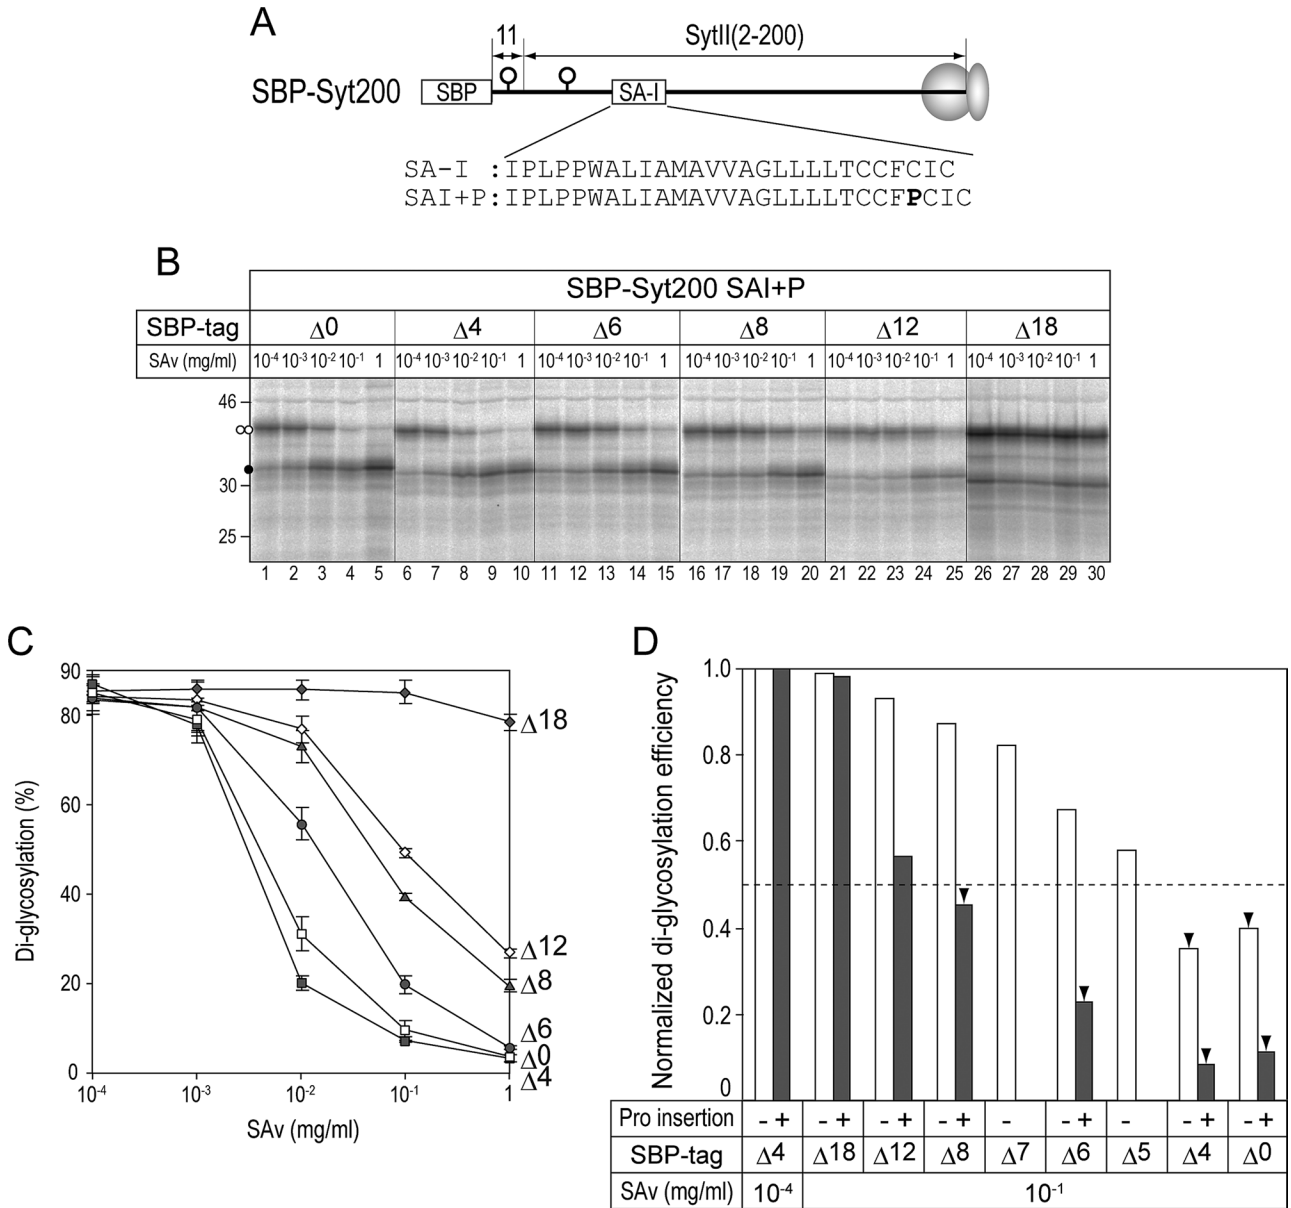 A
11 SytII(2-200)
SBP-Syt200 SBP SA-I
SA-I :IPLPPWALIAMAVVAGLLLLTCCFCIC
SAI+P:IPLPPWALIAMAVVAGLLLLTCCFPCIC
B
SBP-Syt200 SAI+P
SBP-tag Δ0 Δ4 Δ6 Δ8 Δ12 Δ18
SAv (mg/ml) 10-4 10-3 10-2 10-1 1 10-4 10-3 10-2 10-1 1 10-4 10-3 10-2 10-1 1 10-4 10-3 10-2 10-1 1 10-4 10-3 10-2 10-1 1 10-4 10-3 10-2 10-1 1
46
30
25
1 2 3 4 5 6 7 8 9 10 11 12 13 14 15 16 17 18 19 20 21 22 23 24 25 26 27 28 29 30
C
Di-glycosylation (%)
90
80
60
40
20
0
Δ18
Δ12
Δ8
Δ6
Δ0
Δ4
10-4 10-3 10-2 10-1 1
SAv (mg/ml)
D
Normalized di-glycosylation efficiency
1.0
0.8
0.6
0.4
0.2
0
Pro insertion - + - + - + - + - - + - - + - +
SBP-tag Δ4 Δ18 Δ12 Δ8 Δ7 Δ6 Δ5 Δ4 Δ0
SAv (mg/ml) 10-4 10-1